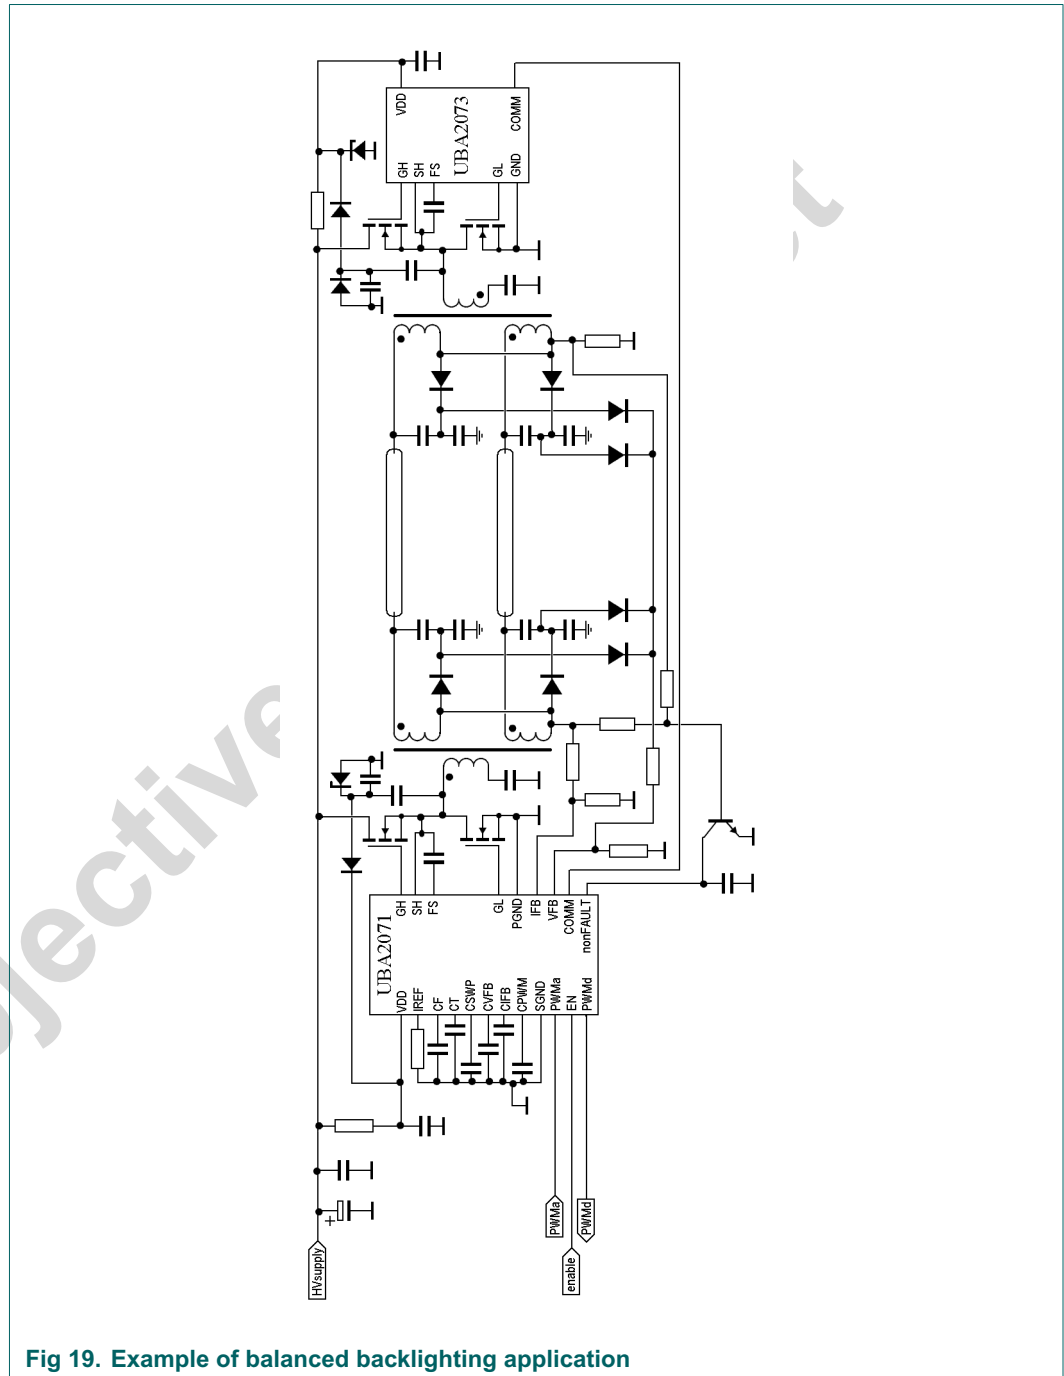 VDD
COMM
UBA2073
GH
SH
FS
GL
GND
UBA2071
GH
SH
FS
GL
PGND
IFB
VFB
COMM
nonFAULT
VDD
IREF
CF
CT
CSWP
CVFB
CIFB
CPWM
SGND
PWMa
EN
PWMd
+
HVsupply
PWMa
enable
PWMd
Fig 19. Example of balanced backlighting application